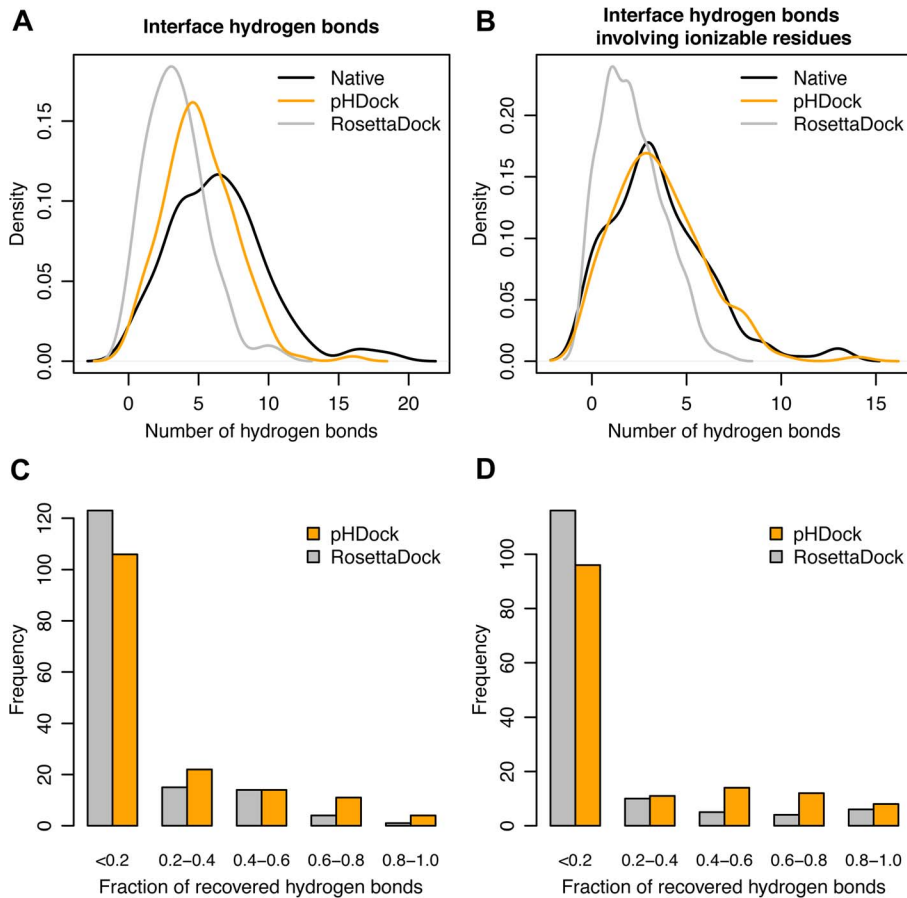 A
Interface hydrogen bonds
Native
pHDock
RosettaDock
Density
0.00 0.05 0.10 0.15
0 5 10 15 20
Number of hydrogen bonds
B
Interface hydrogen bonds
involving ionizable residues
Native
pHDock
RosettaDock
Density
0.00 0.05 0.10 0.15 0.20
0 5 10 15
Number of hydrogen bonds
C
pHDock
RosettaDock
Frequency
0 20 40 60 80 100 120
<0.2 0.2–0.4 0.4–0.6 0.6–0.8 0.8–1.0
Fraction of recovered hydrogen bonds
D
pHDock
RosettaDock
Frequency
0 20 40 60 80 100
<0.2 0.2–0.4 0.4–0.6 0.6–0.8 0.8–1.0
Fraction of recovered hydrogen bonds